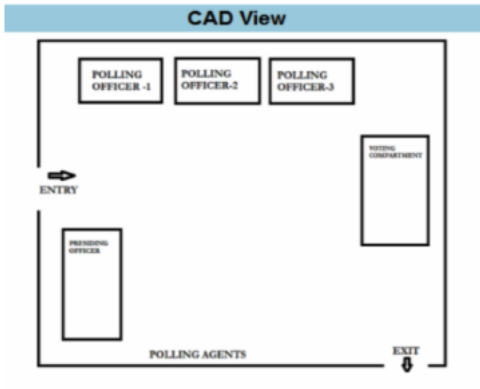 CAD View
POLLING
OFFICER -1
POLLING
OFFICER-2
POLLING
OFFICER-3
VOTING
COMPARTMENT
ENTRY
PRESIDING
OFFICER
POLLING AGENTS
EXIT